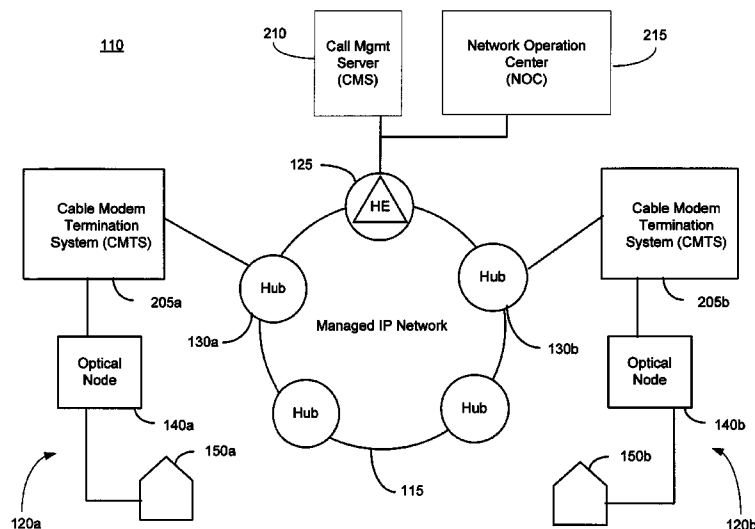 110
210
Call Mgmt
Server
(CMS)
Network Operation
Center
(NOC)
215
125
HE
Cable Modem
Termination
System (CMTS)
205a
Cable Modem
Termination
System (CMTS)
205b
Hub
130a
Hub
130b
Managed IP Network
Optical
Node
140a
Optical
Node
140b
Hub
Hub
115
150a
120a
150b
120b